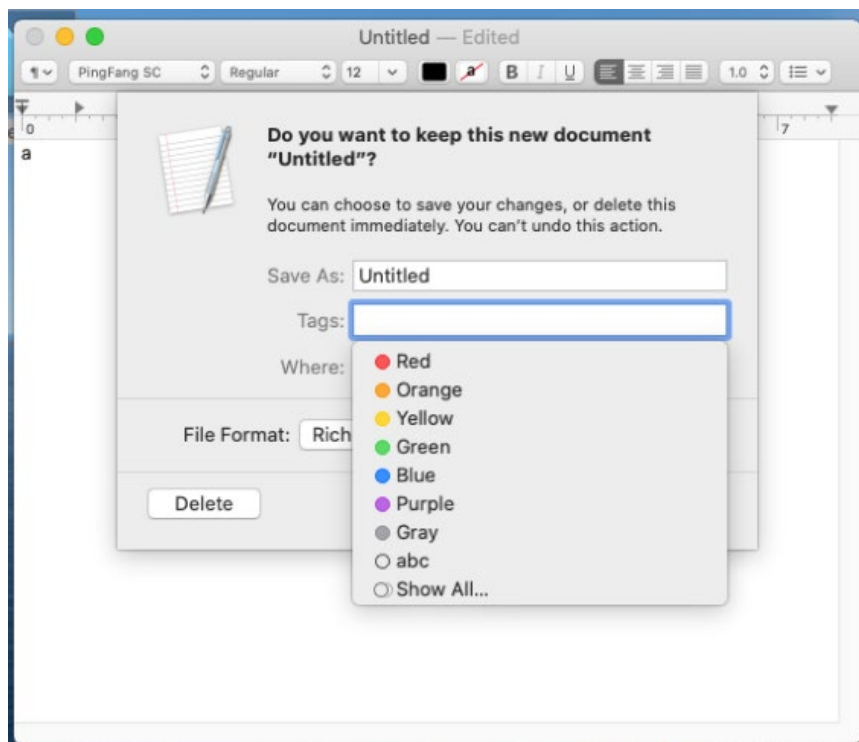 Untitled — Edited
¶ PingFang SC Regular 12 a B I U 1.0
0 7
a
Do you want to keep this new document
“Untitled”?
You can choose to save your changes, or delete this
document immediately. You can’t undo this action.
Save As: Untitled
Tags:
Where:
Red
Orange
Yellow
Green
Blue
Purple
Gray
abc
Show All...
File Format: Rich
Delete